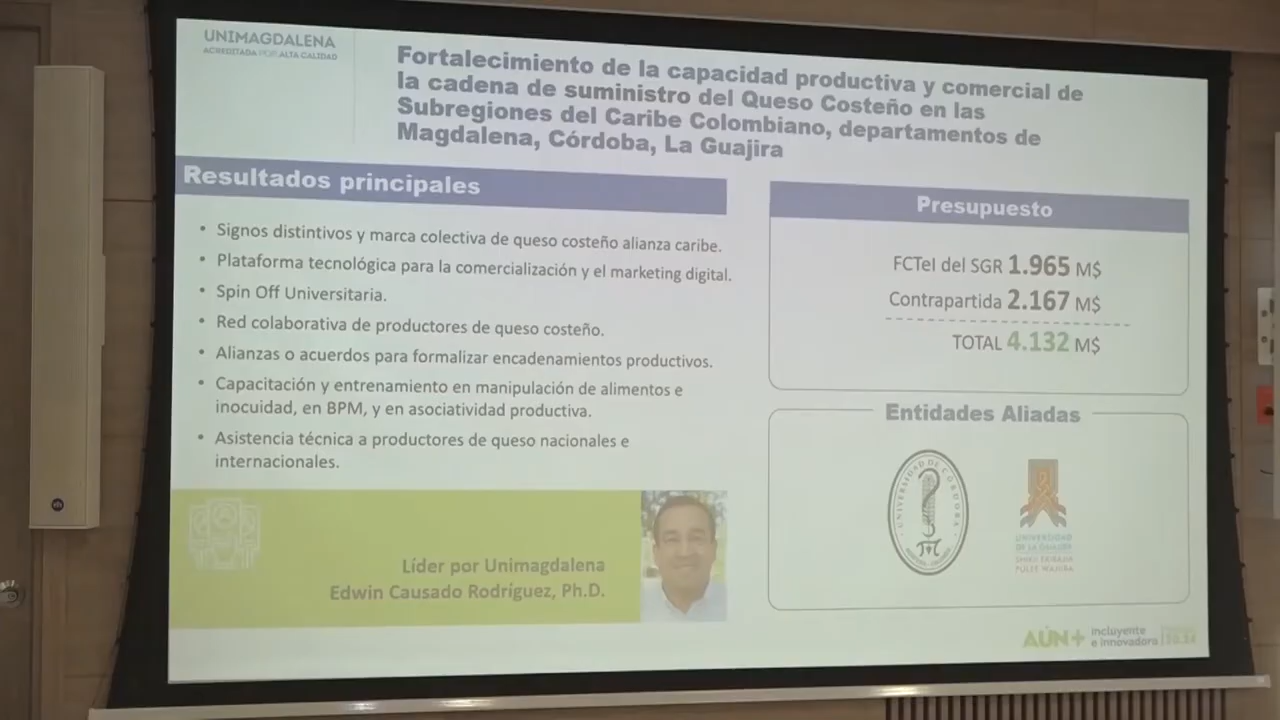 UNIMAGDALENA
ACREDITADA POR ALTA CALIDAD
Fortalecimiento de la capacidad productiva y comercial de
la cadena de suministro del Queso Costeño en las
Subregiones del Caribe Colombiano, departamentos de
Magdalena, Córdoba, La Guajira
Resultados principales
• Signos distintivos y marca colectiva de queso costeño alianza caribe.
• Plataforma tecnológica para la comercialización y el marketing digital.
• Spin Off Universitaria.
• Red colaborativa de productores de queso costeño.
• Alianzas o acuerdos para formalizar encadenamientos productivos.
• Capacitación y entrenamiento en manipulación de alimentos e
inocuidad, en BPM, y en asociatividad productiva.
• Asistencia técnica a productores de queso nacionales e
internacionales.
Líder por Unimagdalena
Edwin Causado Rodríguez, Ph.D.
Presupuesto
FCTeI del SGR 1.965 M$
Contrapartida 2.167 M$
TOTAL 4.132 M$
Entidades Aliadas
UNIVERSIDAD DE CÓRDOBA
UNIVERSIDAD
DE LA GUAJIRA
AÚN+ incluyente
e innovadora